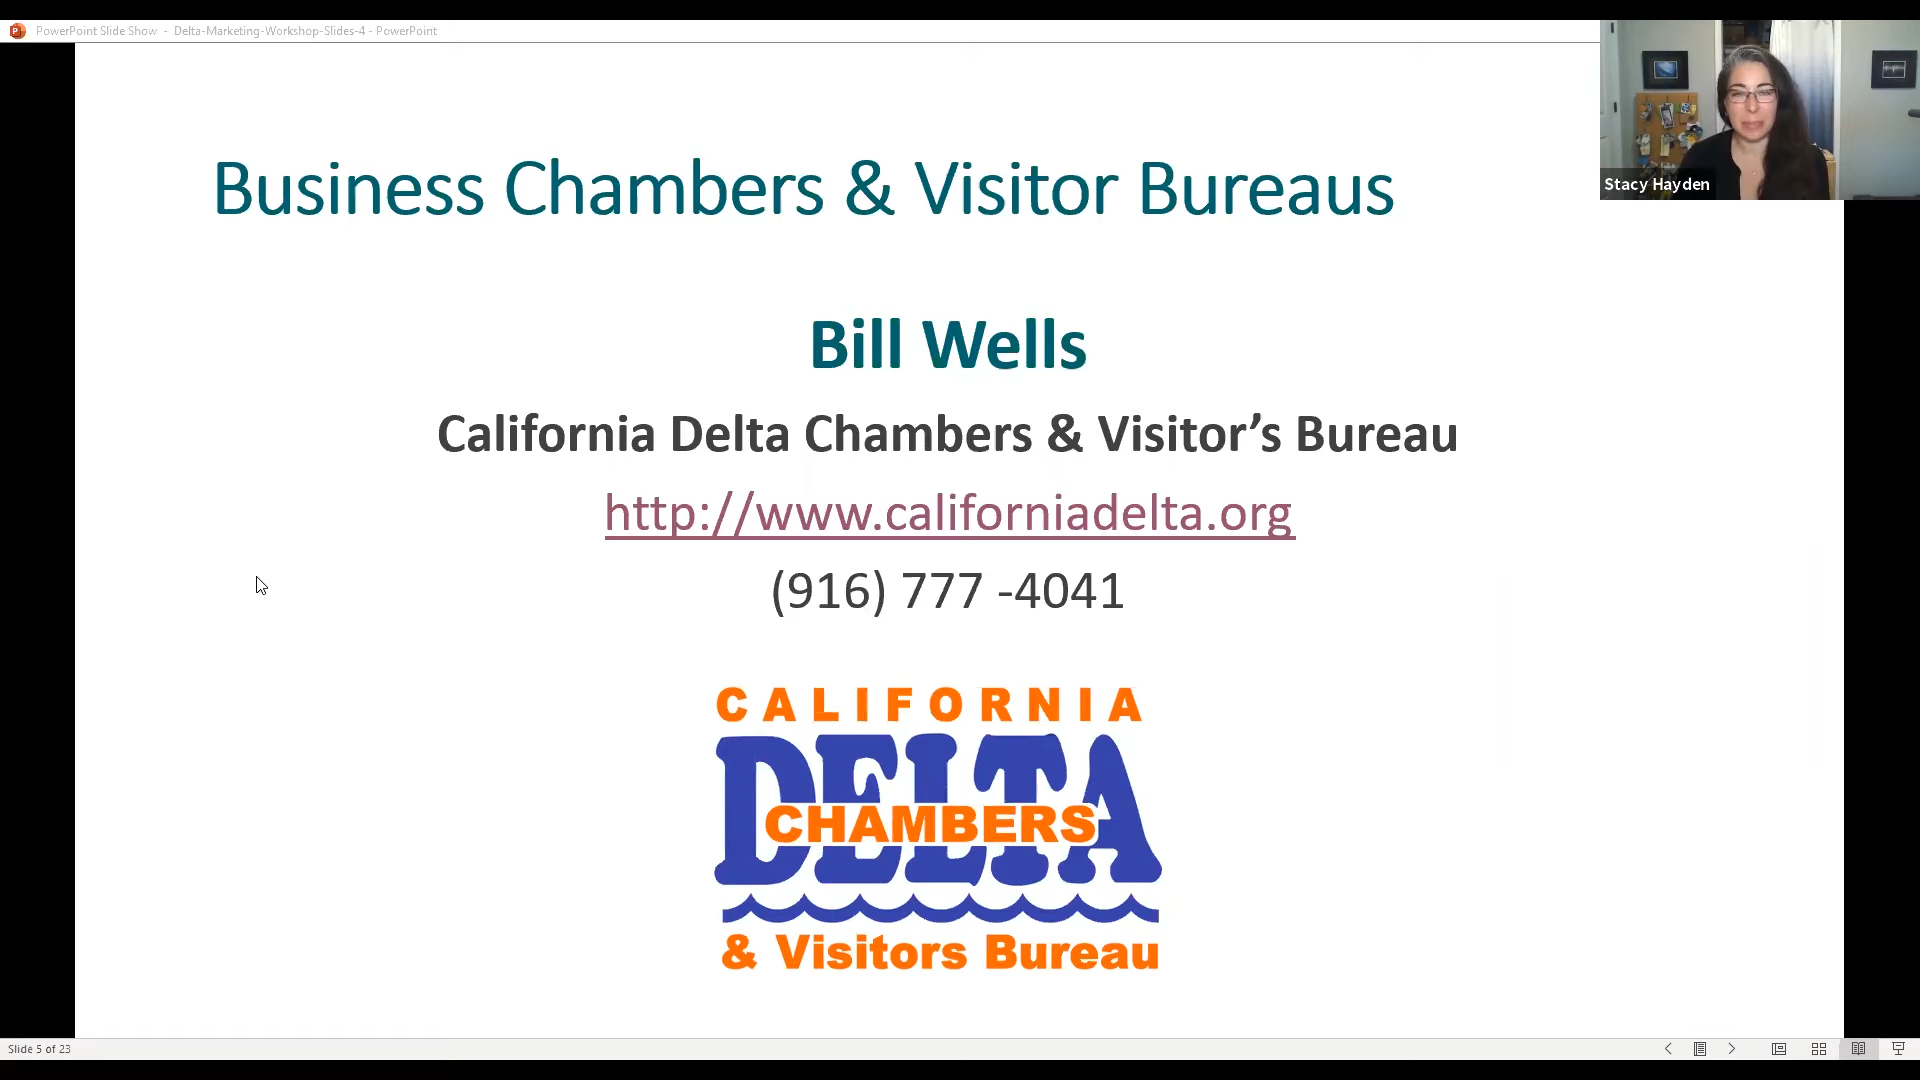 PowerPoint Slide Show - Delta-Marketing-Workshop-Slides-4 - PowerPoint
Stacy Hayden
Business Chambers & Visitor Bureaus
Bill Wells
California Delta Chambers & Visitor’s Bureau
http://www.californiadelta.org
(916) 777 -4041
CALIFORNIA
DELTA
CHAMBERS
& Visitors Bureau
Slide 5 of 23